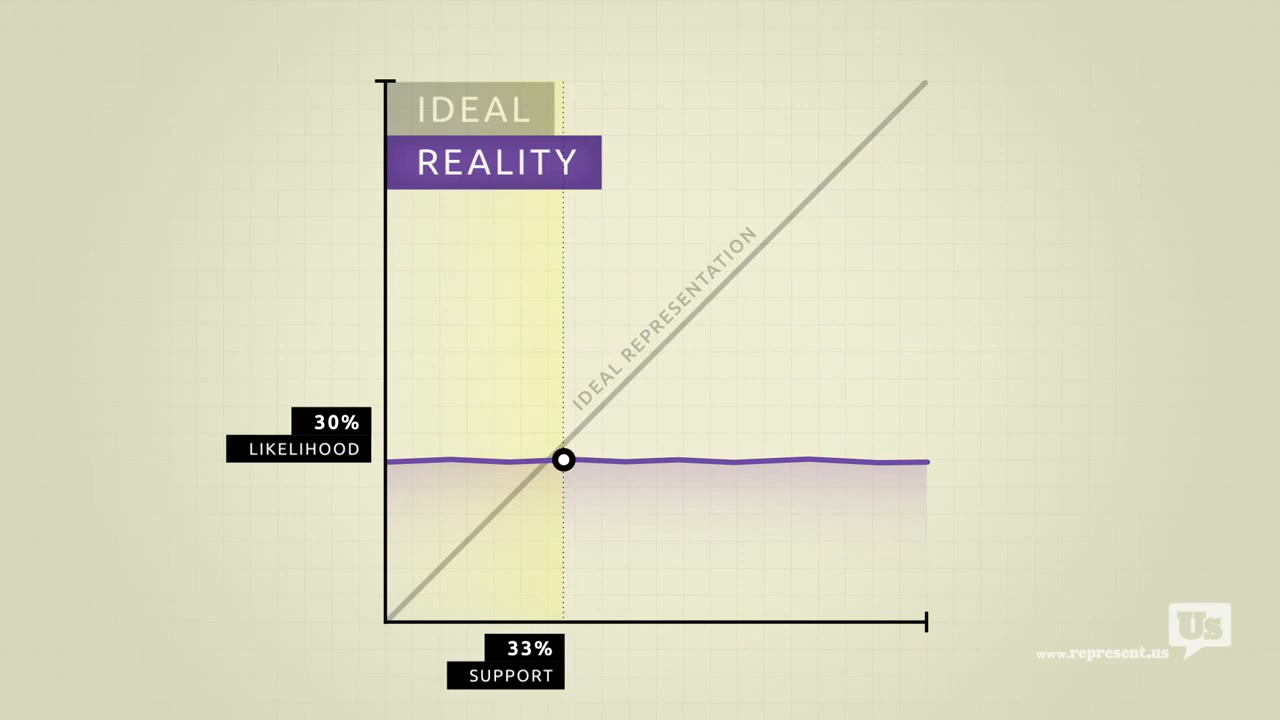 IDEAL
REALITY
IDEAL REPRESENTATION
30%
LIKELIHOOD
33%
SUPPORT
Us
www.represent.us